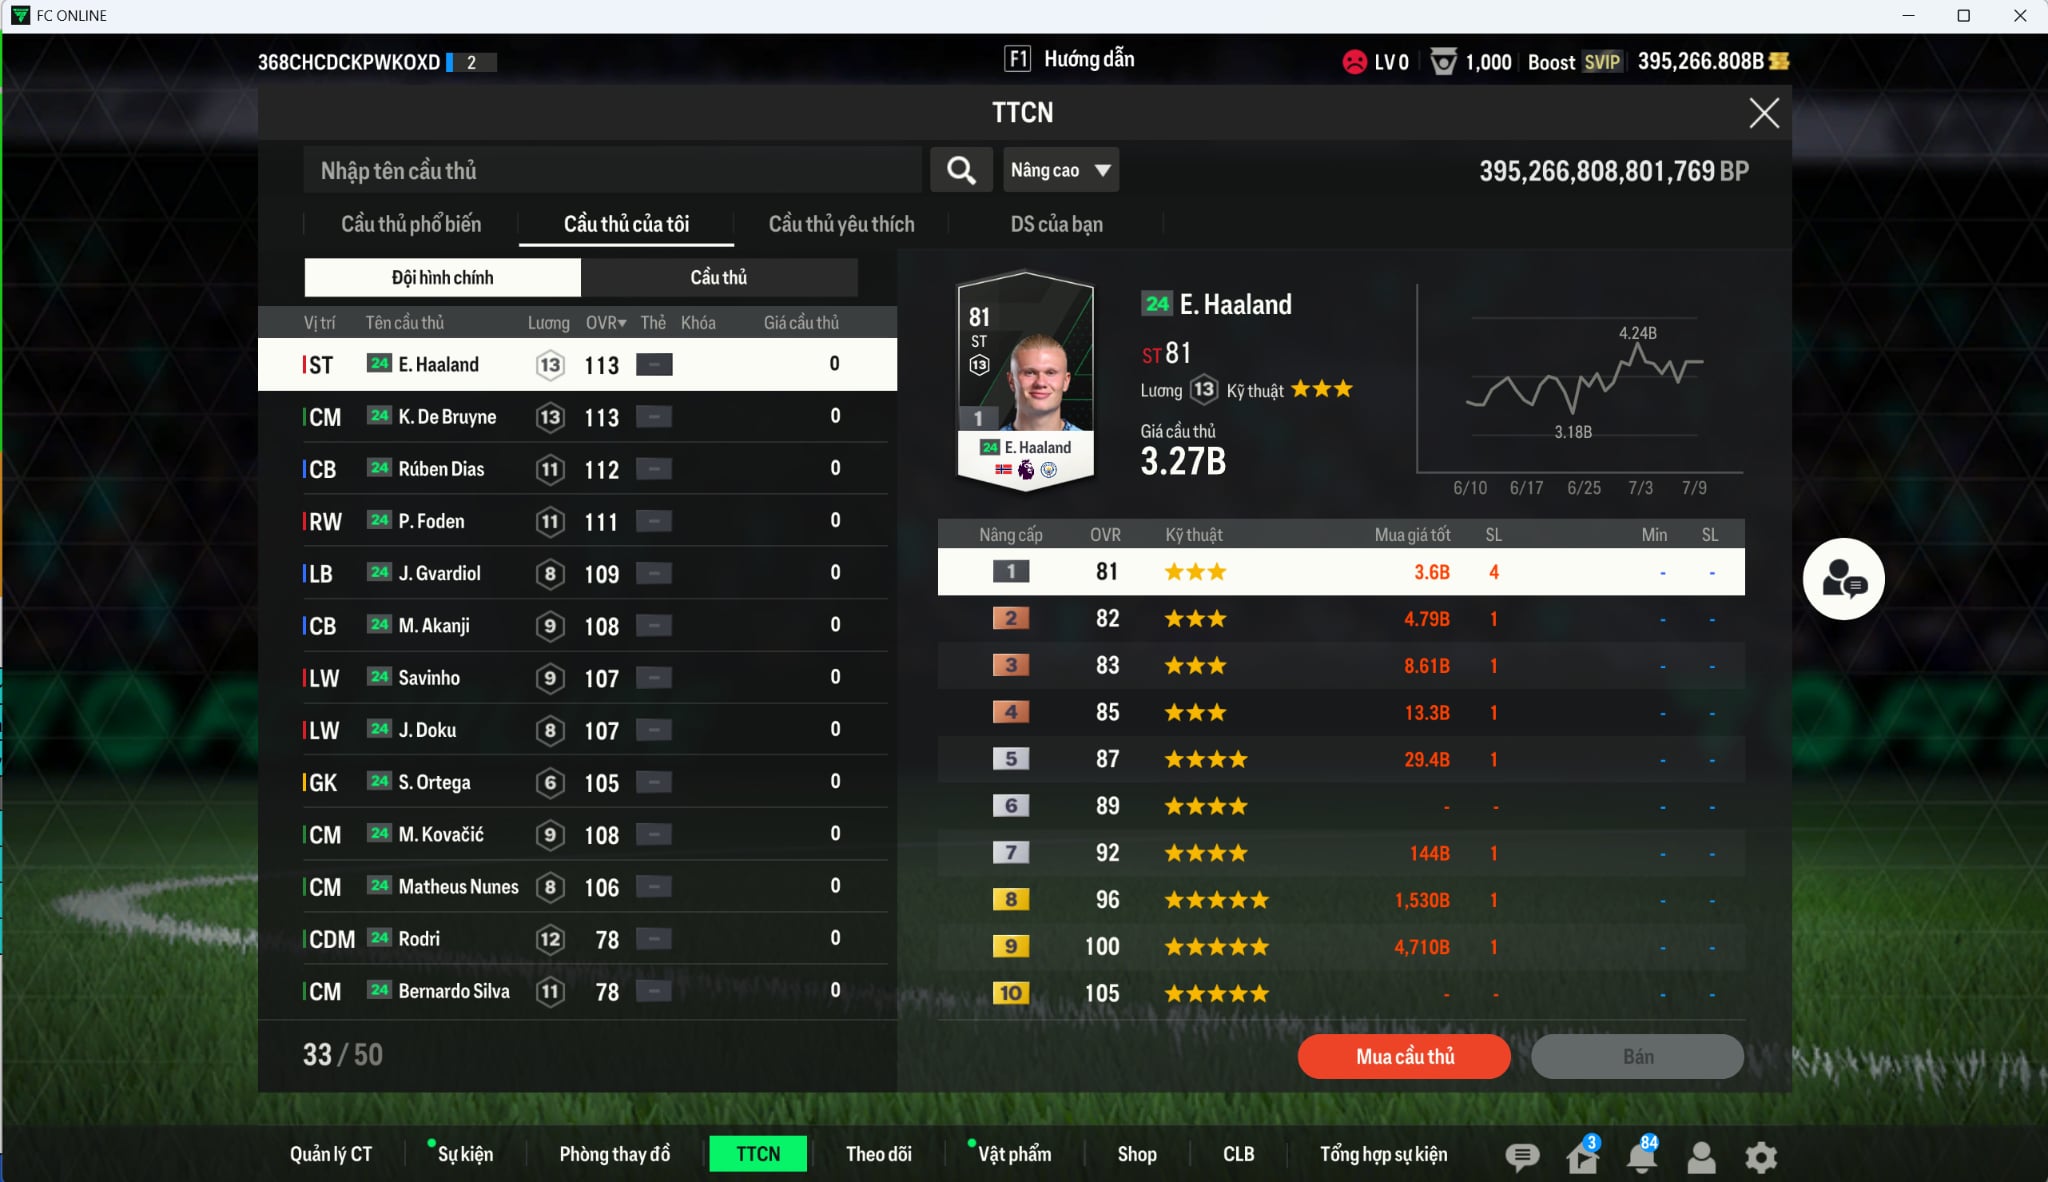 FC ONLINE
368CHCDCKPWKOXD 2
F1 Hướng dẫn
LV 0 1,000 Boost SVIP 395,266.808B
TTCN
Nhập tên cầu thủ
Nâng cao
395,266,808,801,769 BP
Cầu thủ phổ biến Cầu thủ của tôi Cầu thủ yêu thích DS của bạn
Đội hình chính Cầu thủ
Vị trí Tên cầu thủ Lương OVR▾ Thẻ Khóa Giá cầu thủ
ST 24 E. Haaland 13 113 - 0
CM 24 K. De Bruyne 13 113 - 0
CB 24 Rúben Dias 11 112 - 0
RW 24 P. Foden 11 111 - 0
LB 24 J. Gvardiol 8 109 - 0
CB 24 M. Akanji 9 108 - 0
LW 24 Savinho 9 107 - 0
LW 24 J. Doku 8 107 - 0
GK 24 S. Ortega 6 105 - 0
CM 24 M. Kovačić 9 108 - 0
CM 24 Matheus Nunes 8 106 - 0
CDM 24 Rodri 12 78 - 0
CM 24 Bernardo Silva 11 78 - 0
33 / 50
81
ST
13
1
24 E. Haaland
24 E. Haaland
ST 81
Lương 13 Kỹ thuật ★★★
Giá cầu thủ
3.27B
4.24B
3.18B
6/10 6/17 6/25 7/3 7/9
Nâng cấp OVR Kỹ thuật Mua giá tốt SL Min SL
1 81 ★★★ 3.6B 4 - -
2 82 ★★★ 4.79B 1 - -
3 83 ★★★ 8.61B 1 - -
4 85 ★★★ 13.3B 1 - -
5 87 ★★★★ 29.4B 1 - -
6 89 ★★★★ - - - -
7 92 ★★★★ 144B 1 - -
8 96 ★★★★★ 1,530B 1 - -
9 100 ★★★★★ 4,710B 1 - -
10 105 ★★★★★ - - - -
Mua cầu thủ Bán
Quản lý CT Sự kiện Phòng thay đồ TTCN Theo dõi Vật phẩm Shop CLB Tổng hợp sự kiện 3 84